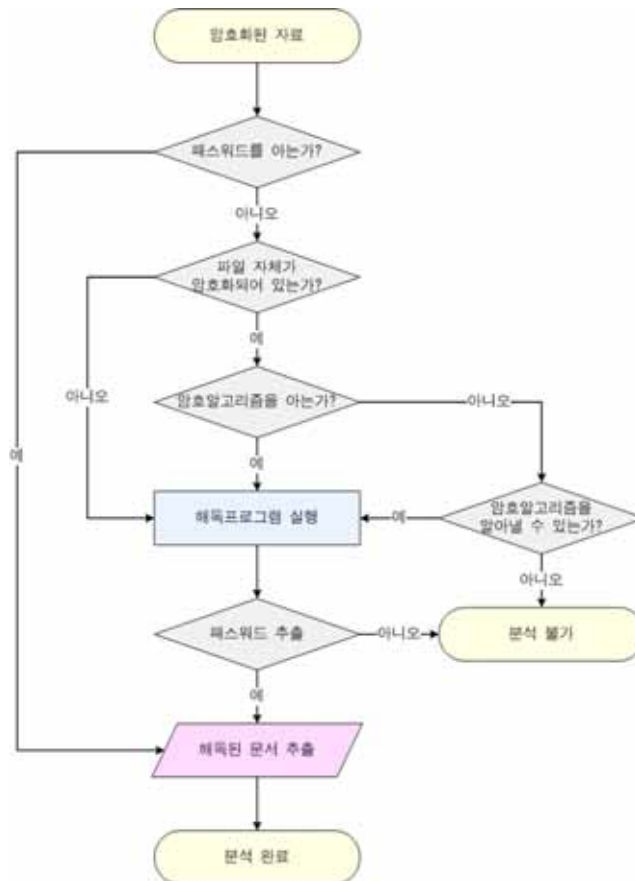 암호화된 자료
패스워드를 아는가?
아니오
파일 자체가
암호화되어 있는가?
예
암호알고리즘을 아는가?
아니오
아니오
예
예
해독프로그램 실행
예
암호알고리즘을
알아낼 수 있는가?
아니오
패스워드 추출
아니오
분석 불가
예
해독된 문서 추출
분석 완료